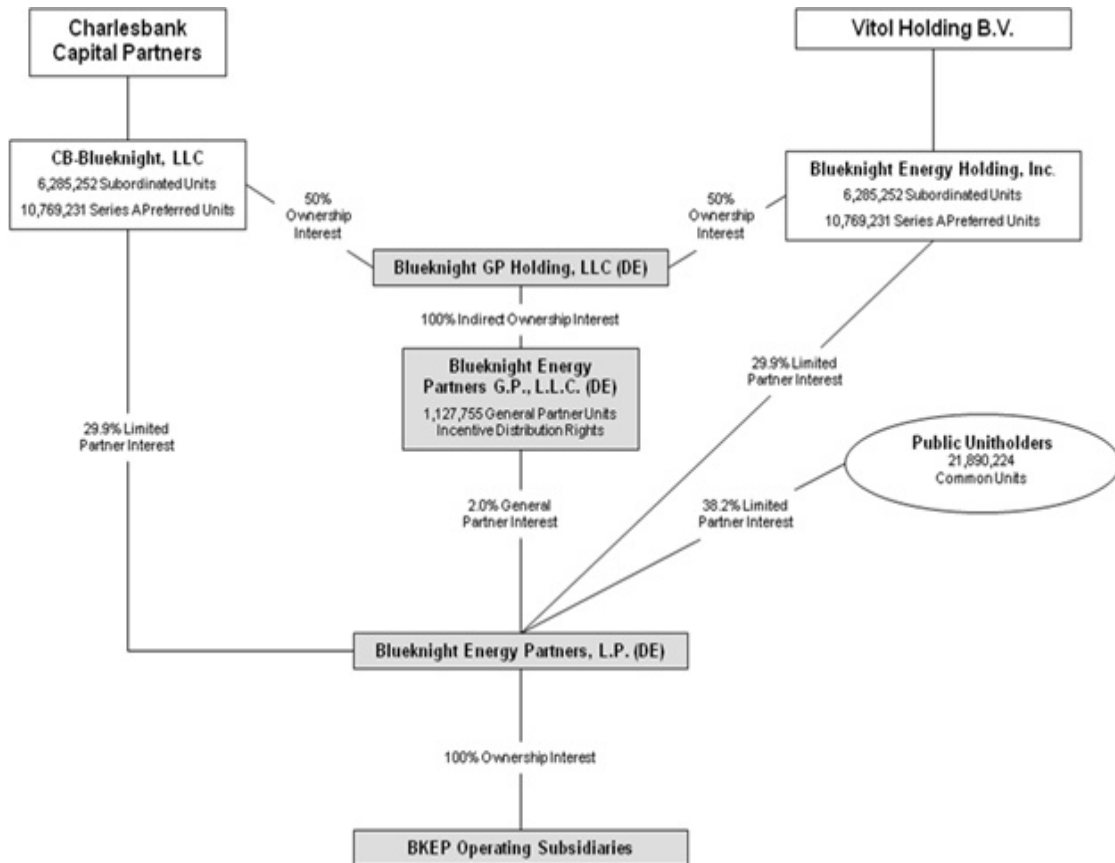 Charlesbank
Capital Partners
Vitol Holding B.V.
CB-Blueknight, LLC
6,285,252 Subordinated Units
10,769,231 Series A Preferred Units
Blueknight Energy Holding, Inc.
6,285,252 Subordinated Units
10,769,231 Series A Preferred Units
50%
Ownership
Interest
50%
Ownership
Interest
Blueknight GP Holding, LLC (DE)
100% Indirect Ownership Interest
Blueknight Energy
Partners G.P., L.L.C. (DE)
1,127,755 General Partner Units
Incentive Distribution Rights
29.9% Limited
Partner Interest
29.9% Limited
Partner Interest
Public Unitholders
21,890,224
Common Units
2.0% General
Partner Interest
38.2% Limited
Partner Interest
Blueknight Energy Partners, L.P. (DE)
100% Ownership Interest
BKEP Operating Subsidiaries